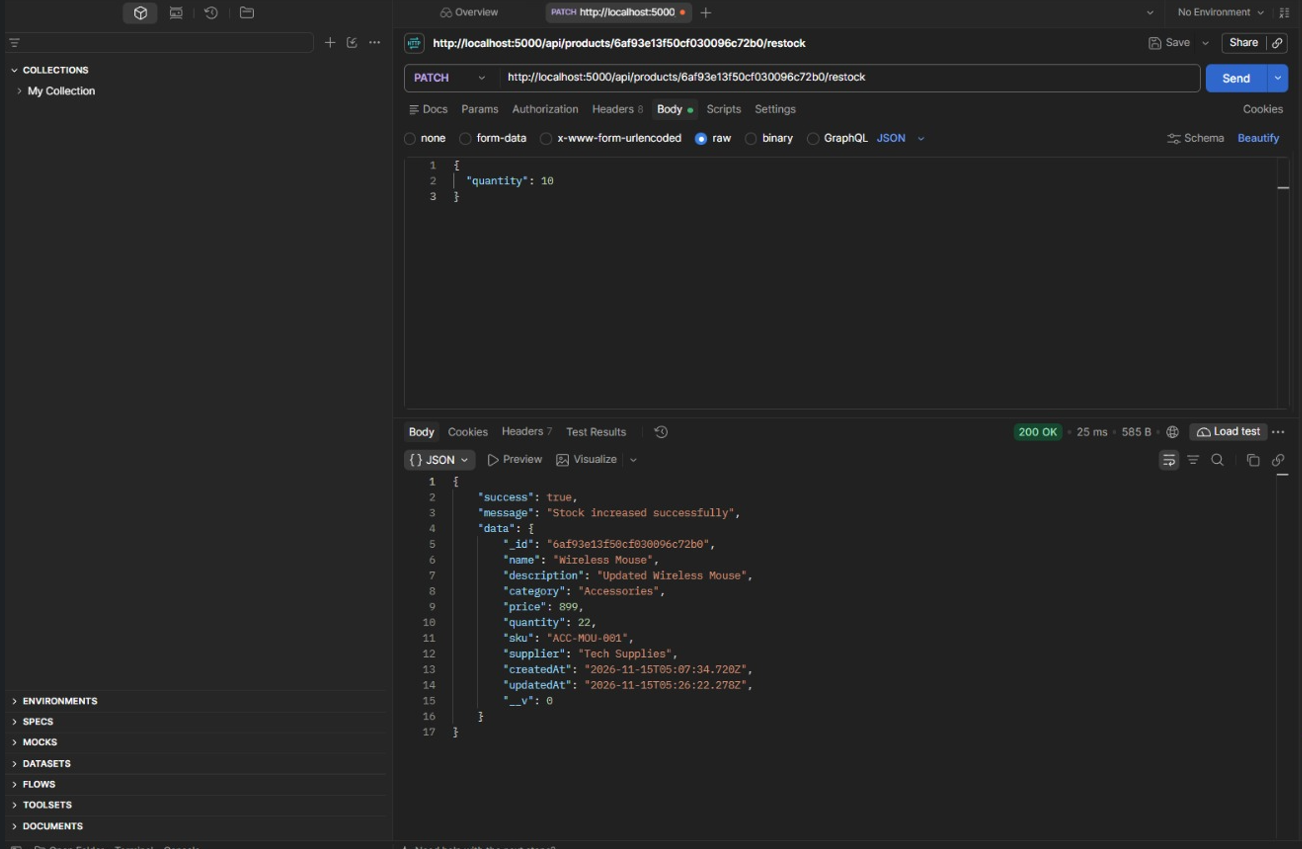 Overview
PATCH http://localhost:5000
No Environment
COLLECTIONS
My Collection
http://localhost:5000/api/products/6af93e13f50cf030096c72b0/restock
Save
Share
PATCH
http://localhost:5000/api/products/6af93e13f50cf030096c72b0/restock
Send
Docs Params Authorization Headers 8 Body Scripts Settings
Cookies
none form-data x-www-form-urlencoded raw binary GraphQL JSON
Schema Beautify
1 {
2 "quantity": 10
3 }
Body Cookies Headers 7 Test Results
200 OK 25 ms 585 B Load test
{ } JSON Preview Visualize
1 {
2 "success": true,
3 "message": "Stock increased successfully",
4 "data": {
5 "_id": "6af93e13f50cf030096c72b0",
6 "name": "Wireless Mouse",
7 "description": "Updated Wireless Mouse",
8 "category": "Accessories",
9 "price": 899,
10 "quantity": 22,
11 "sku": "ACC-MOU-001",
12 "supplier": "Tech Supplies",
13 "createdAt": "2026-11-15T05:07:34.720Z",
14 "updatedAt": "2026-11-15T05:26:22.278Z",
15 "__v": 0
16 }
17 }
ENVIRONMENTS
SPECS
MOCKS
DATASETS
FLOWS
TOOLSETS
DOCUMENTS